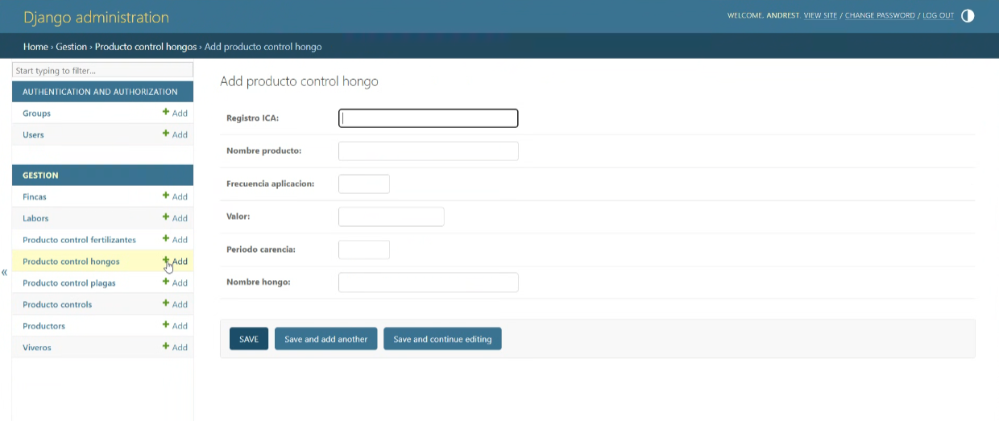 Django administration
WELCOME, ANDREST. VIEW SITE / CHANGE PASSWORD / LOG OUT
Home › Gestion › Producto control hongos › Add producto control hongo
Start typing to filter...
AUTHENTICATION AND AUTHORIZATION
Groups + Add
Users + Add
GESTION
Fincas + Add
Labors + Add
Producto control fertilizantes + Add
Producto control hongos + Add
Producto control plagas + Add
Producto controls + Add
Productors + Add
Viveros + Add
«
Add producto control hongo
Registro ICA:
Nombre producto:
Frecuencia aplicacion:
Valor:
Periodo carencia:
Nombre hongo:
SAVE Save and add another Save and continue editing